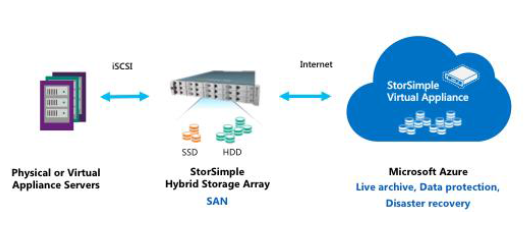 iSCSI
Internet
StorSimple
Virtual Appliance
SSD
HDD
Physical or Virtual
Appliance Servers
StorSimple
Hybrid Storage Array
SAN
Microsoft Azure
Live archive, Data protection,
Disaster recovery